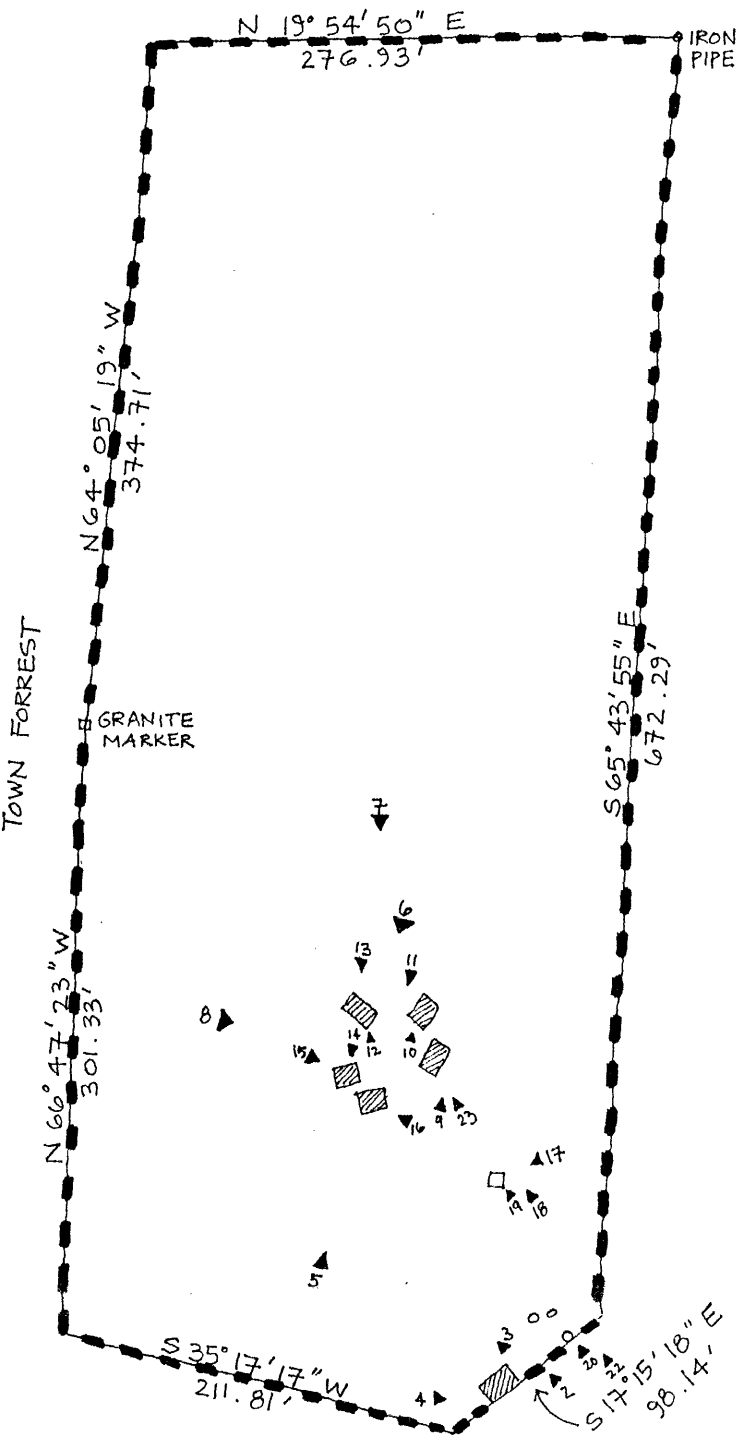 N 19° 54' 50" E
276.93'
IRON
PIPE
N 64° 05' 19" W
374.71'
TOWN FORREST
GRANITE
MARKER
S 65° 43' 55" E
672.29'
7
6
13
11
8
14
12
10
15
16
9
23
17
19
18
5
N 66° 47' 23" W
301.33'
3
S 35° 17' 17" W
211.81'
4
2
20
22
S 17° 15' 18" E
98.14'